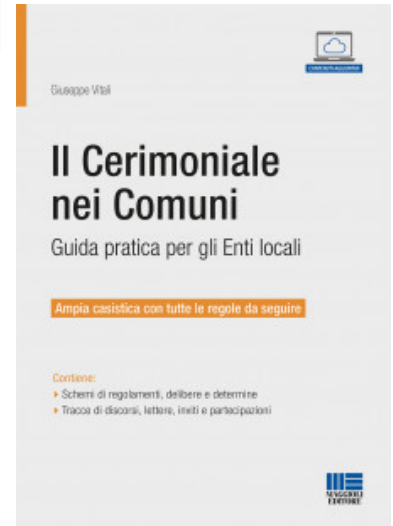 Giuseppe Vitali
Il Cerimoniale
nei Comuni
Guida pratica per gli Enti locali
Ampia casistica con tutte le regole da seguire
Contiene:
Schemi di regolamenti, delibere e determine
Tracce di discorsi, lettere, inviti e partecipazioni
MAGGIOLI
EDITORE